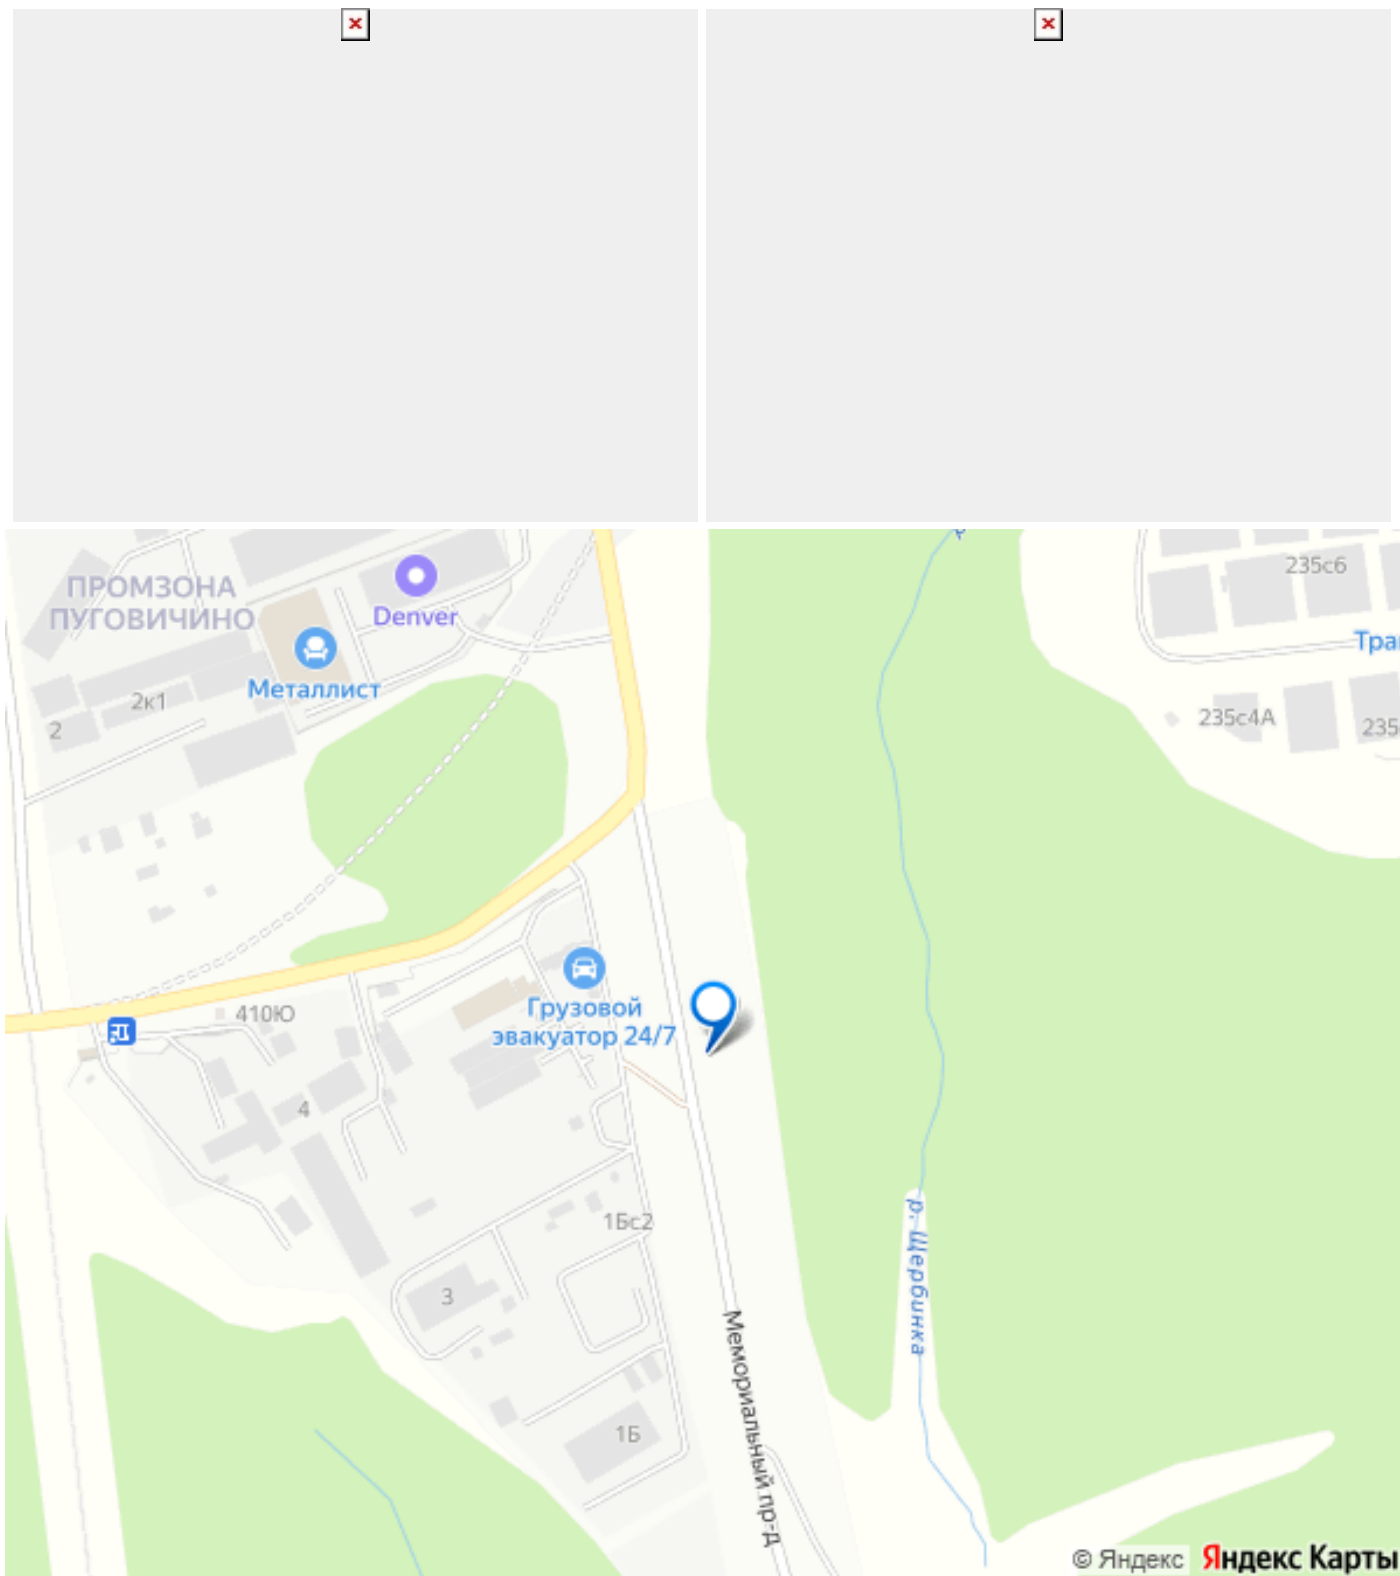 235с6
ПРОМЗОНА
ПУГОВИЧИНО
Denver
Металлист
2к1
2
235с4А
410Ю
Грузовой
эвакуатор 24/7
4
1Бс2
3
р. Щербинка
Мемориальный пр-д
1Б
© Яндекс Яндекс Карты